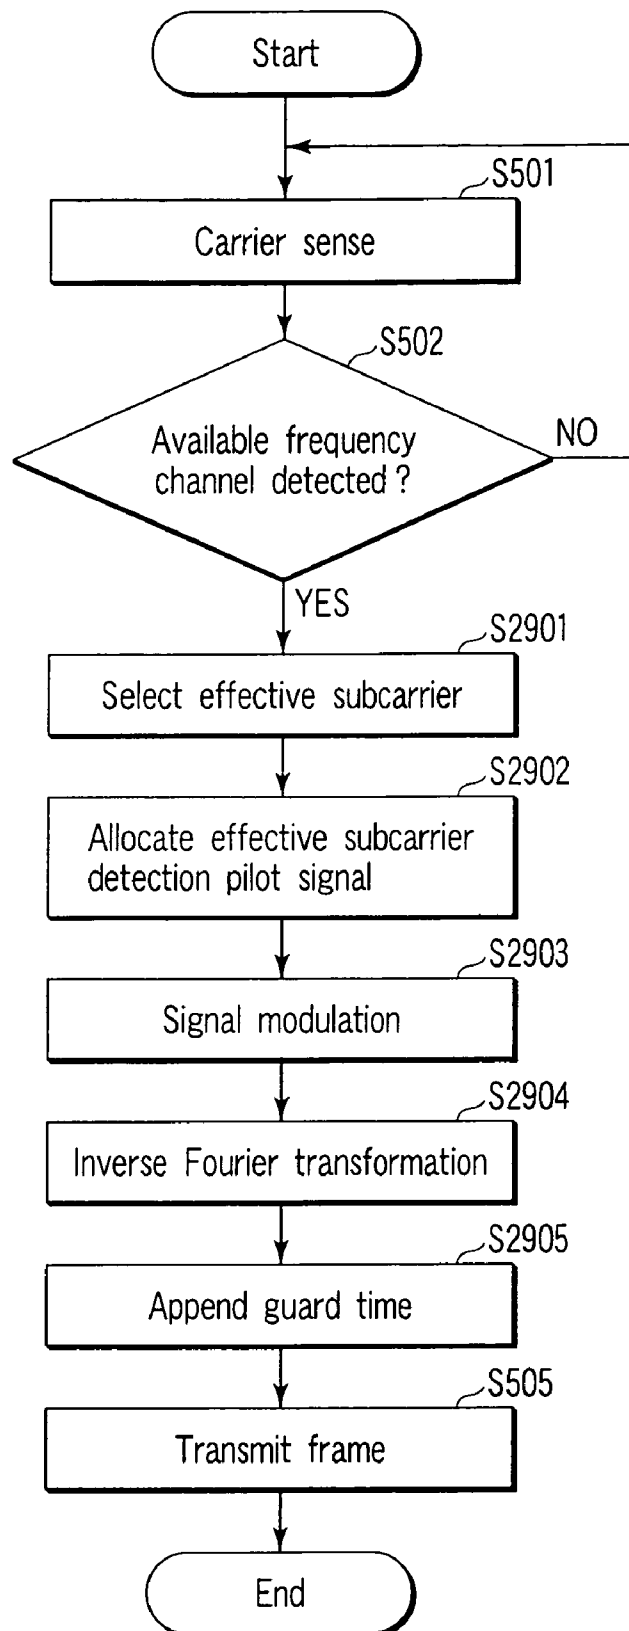 Start
S501
Carrier sense
S502
Available frequency
channel detected ?
NO
YES
S2901
Select effective subcarrier
S2902
Allocate effective subcarrier
detection pilot signal
S2903
Signal modulation
S2904
Inverse Fourier transformation
S2905
Append guard time
S505
Transmit frame
End